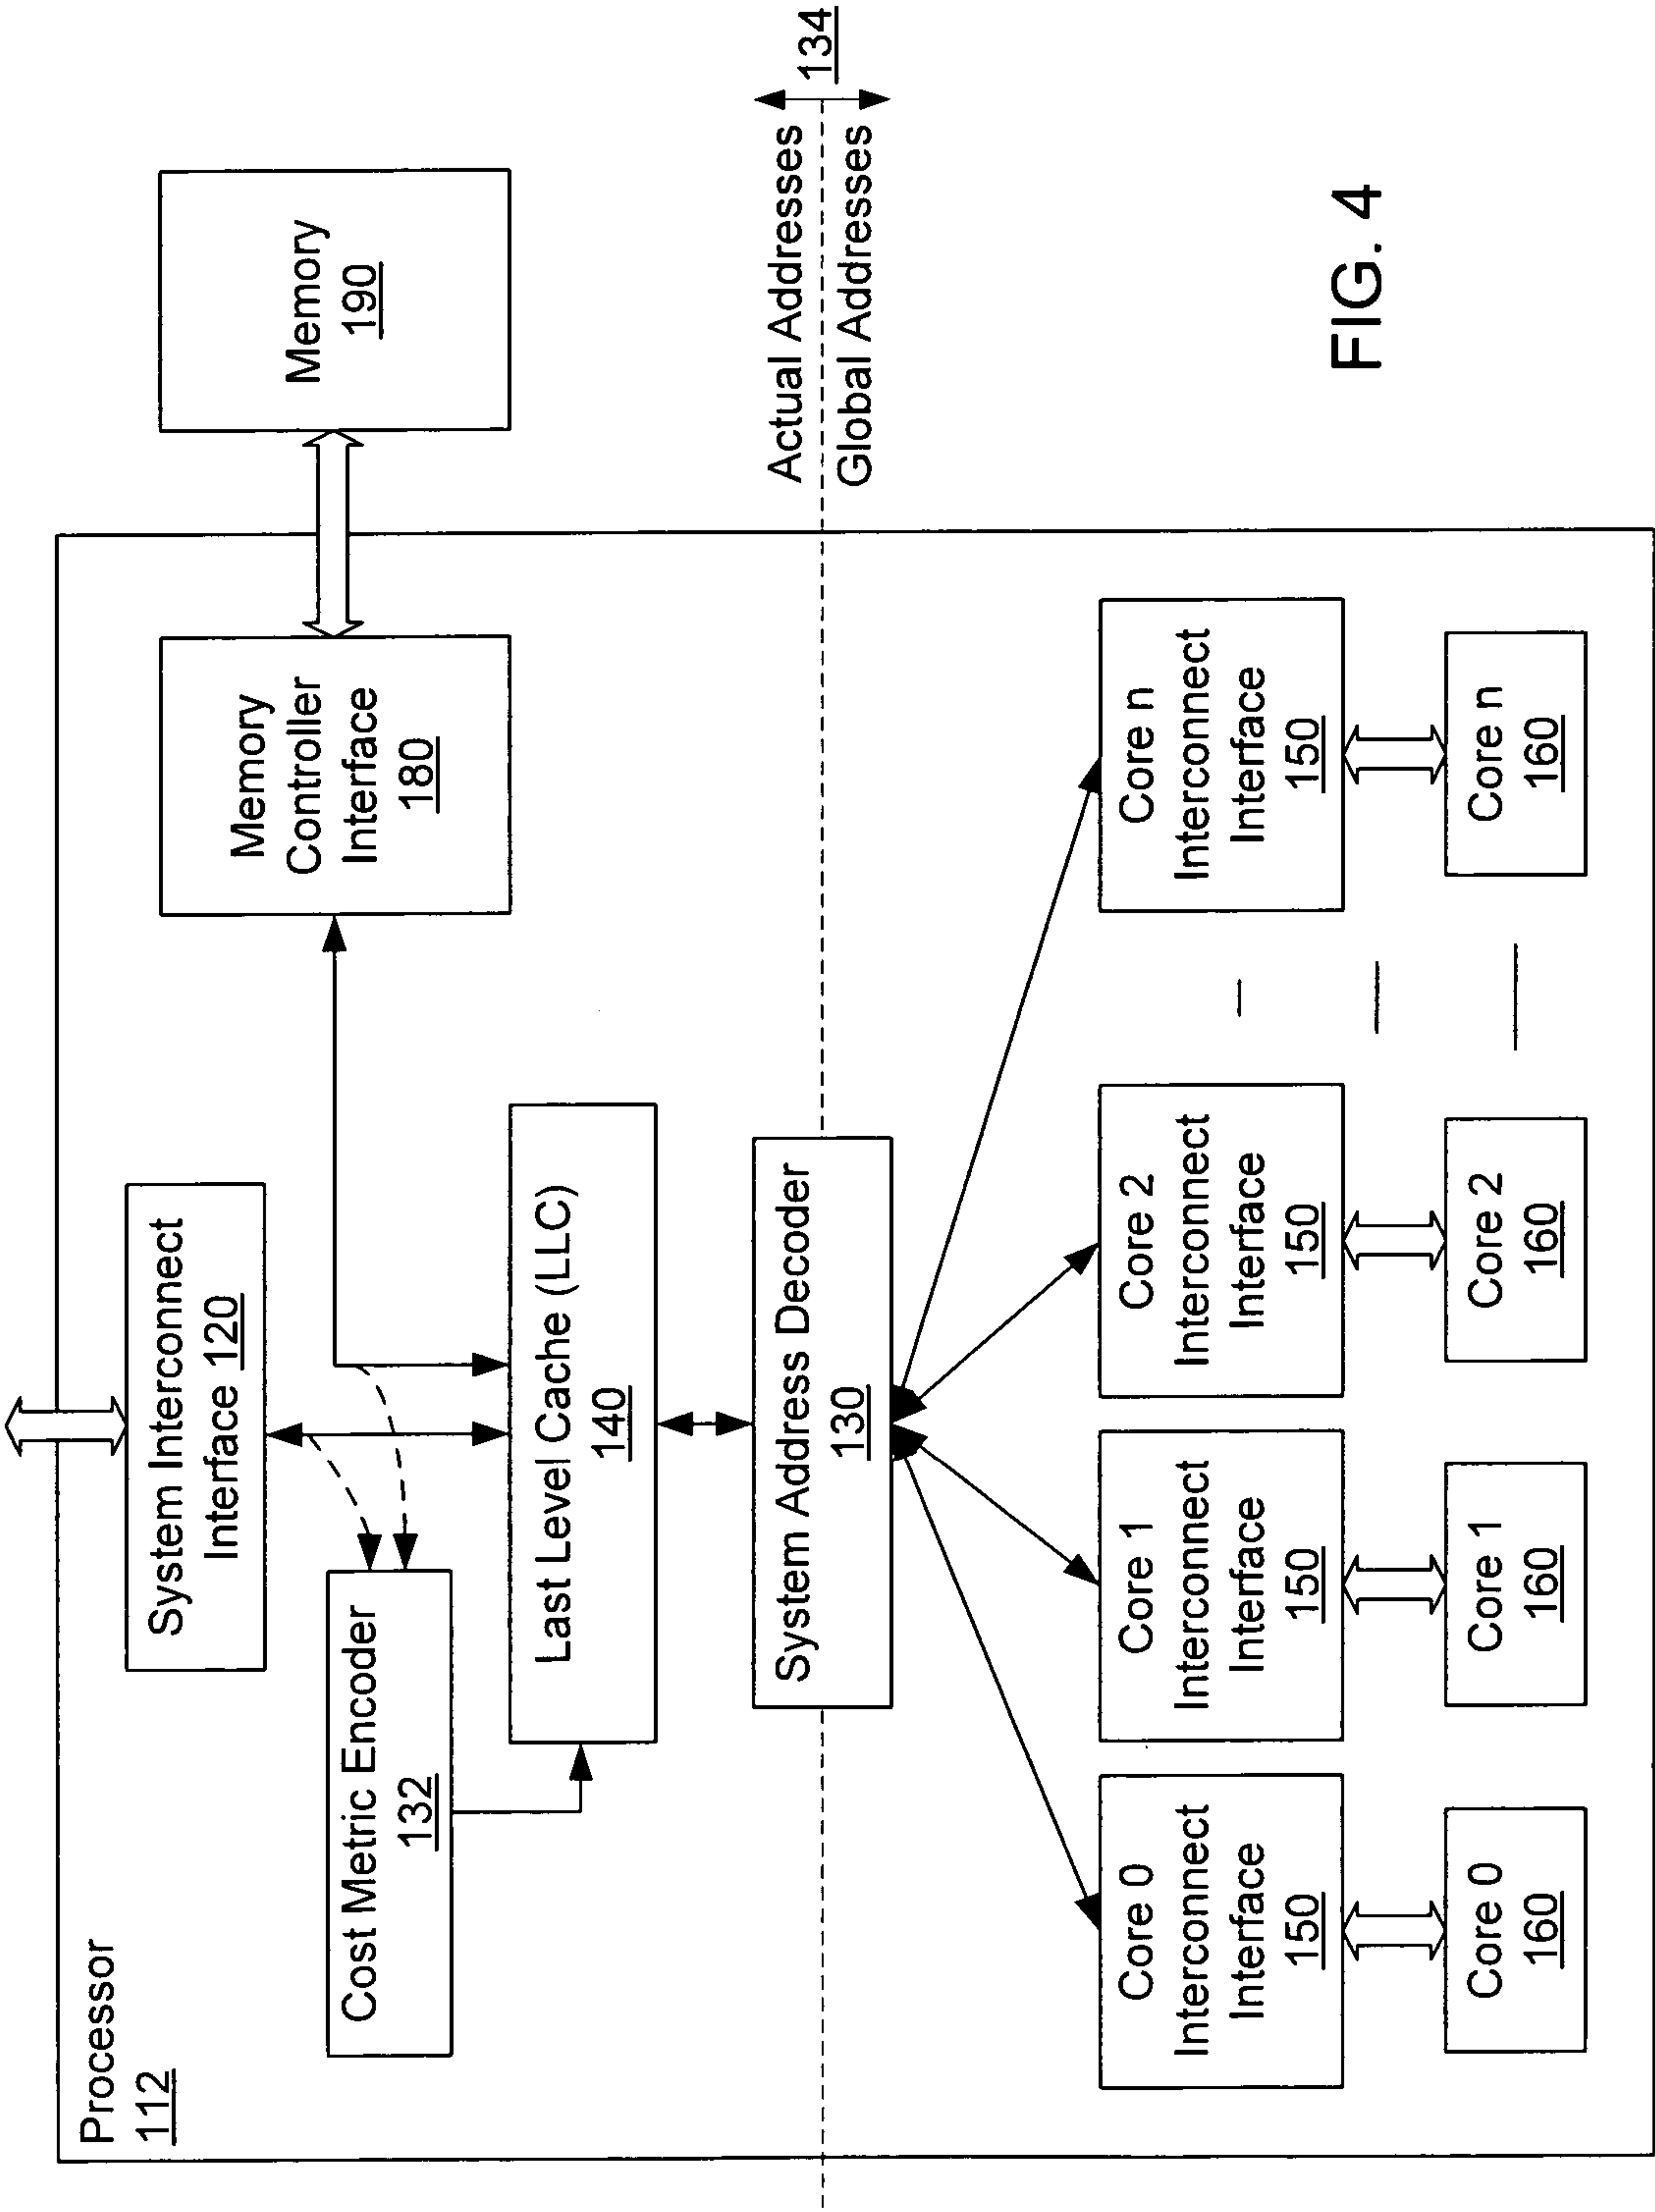 Processor
112
System Interconnect
Interface 120
Cost Metric Encoder
132
Memory
Controller
Interface
180
Memory
190
Last Level Cache (LLC)
140
System Address Decoder
130
Actual Addresses
Global Addresses
134
Core 0
Interconnect
Interface
150
Core 1
Interconnect
Interface
150
Core 2
Interconnect
Interface
150
Core n
Interconnect
Interface
150
Core 0
160
Core 1
160
Core 2
160
Core n
160
FIG. 4